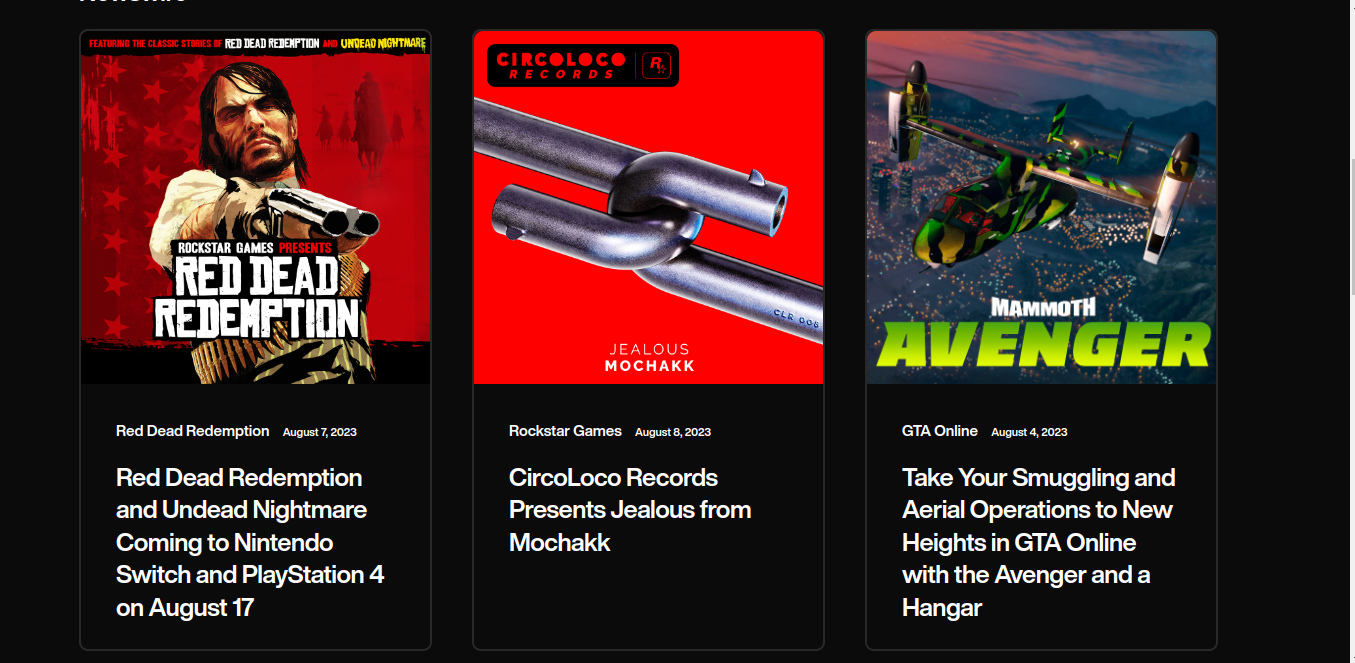 FEATURING THE CLASSIC STORIES OF RED DEAD REDEMPTION AND UNDEAD NIGHTMARE
ROCKSTAR GAMES PRESENTS
RED DEAD
REDEMPTION
Red Dead Redemption August 7, 2023
Red Dead Redemption
and Undead Nightmare
Coming to Nintendo
Switch and PlayStation 4
on August 17
CIRCOLOCO
RECORDS
R
CLR 008
JEALOUS
MOCHAKK
Rockstar Games August 8, 2023
CircoLoco Records
Presents Jealous from
Mochakk
MAMMOTH
AVENGER
GTA Online August 4, 2023
Take Your Smuggling and
Aerial Operations to New
Heights in GTA Online
with the Avenger and a
Hangar